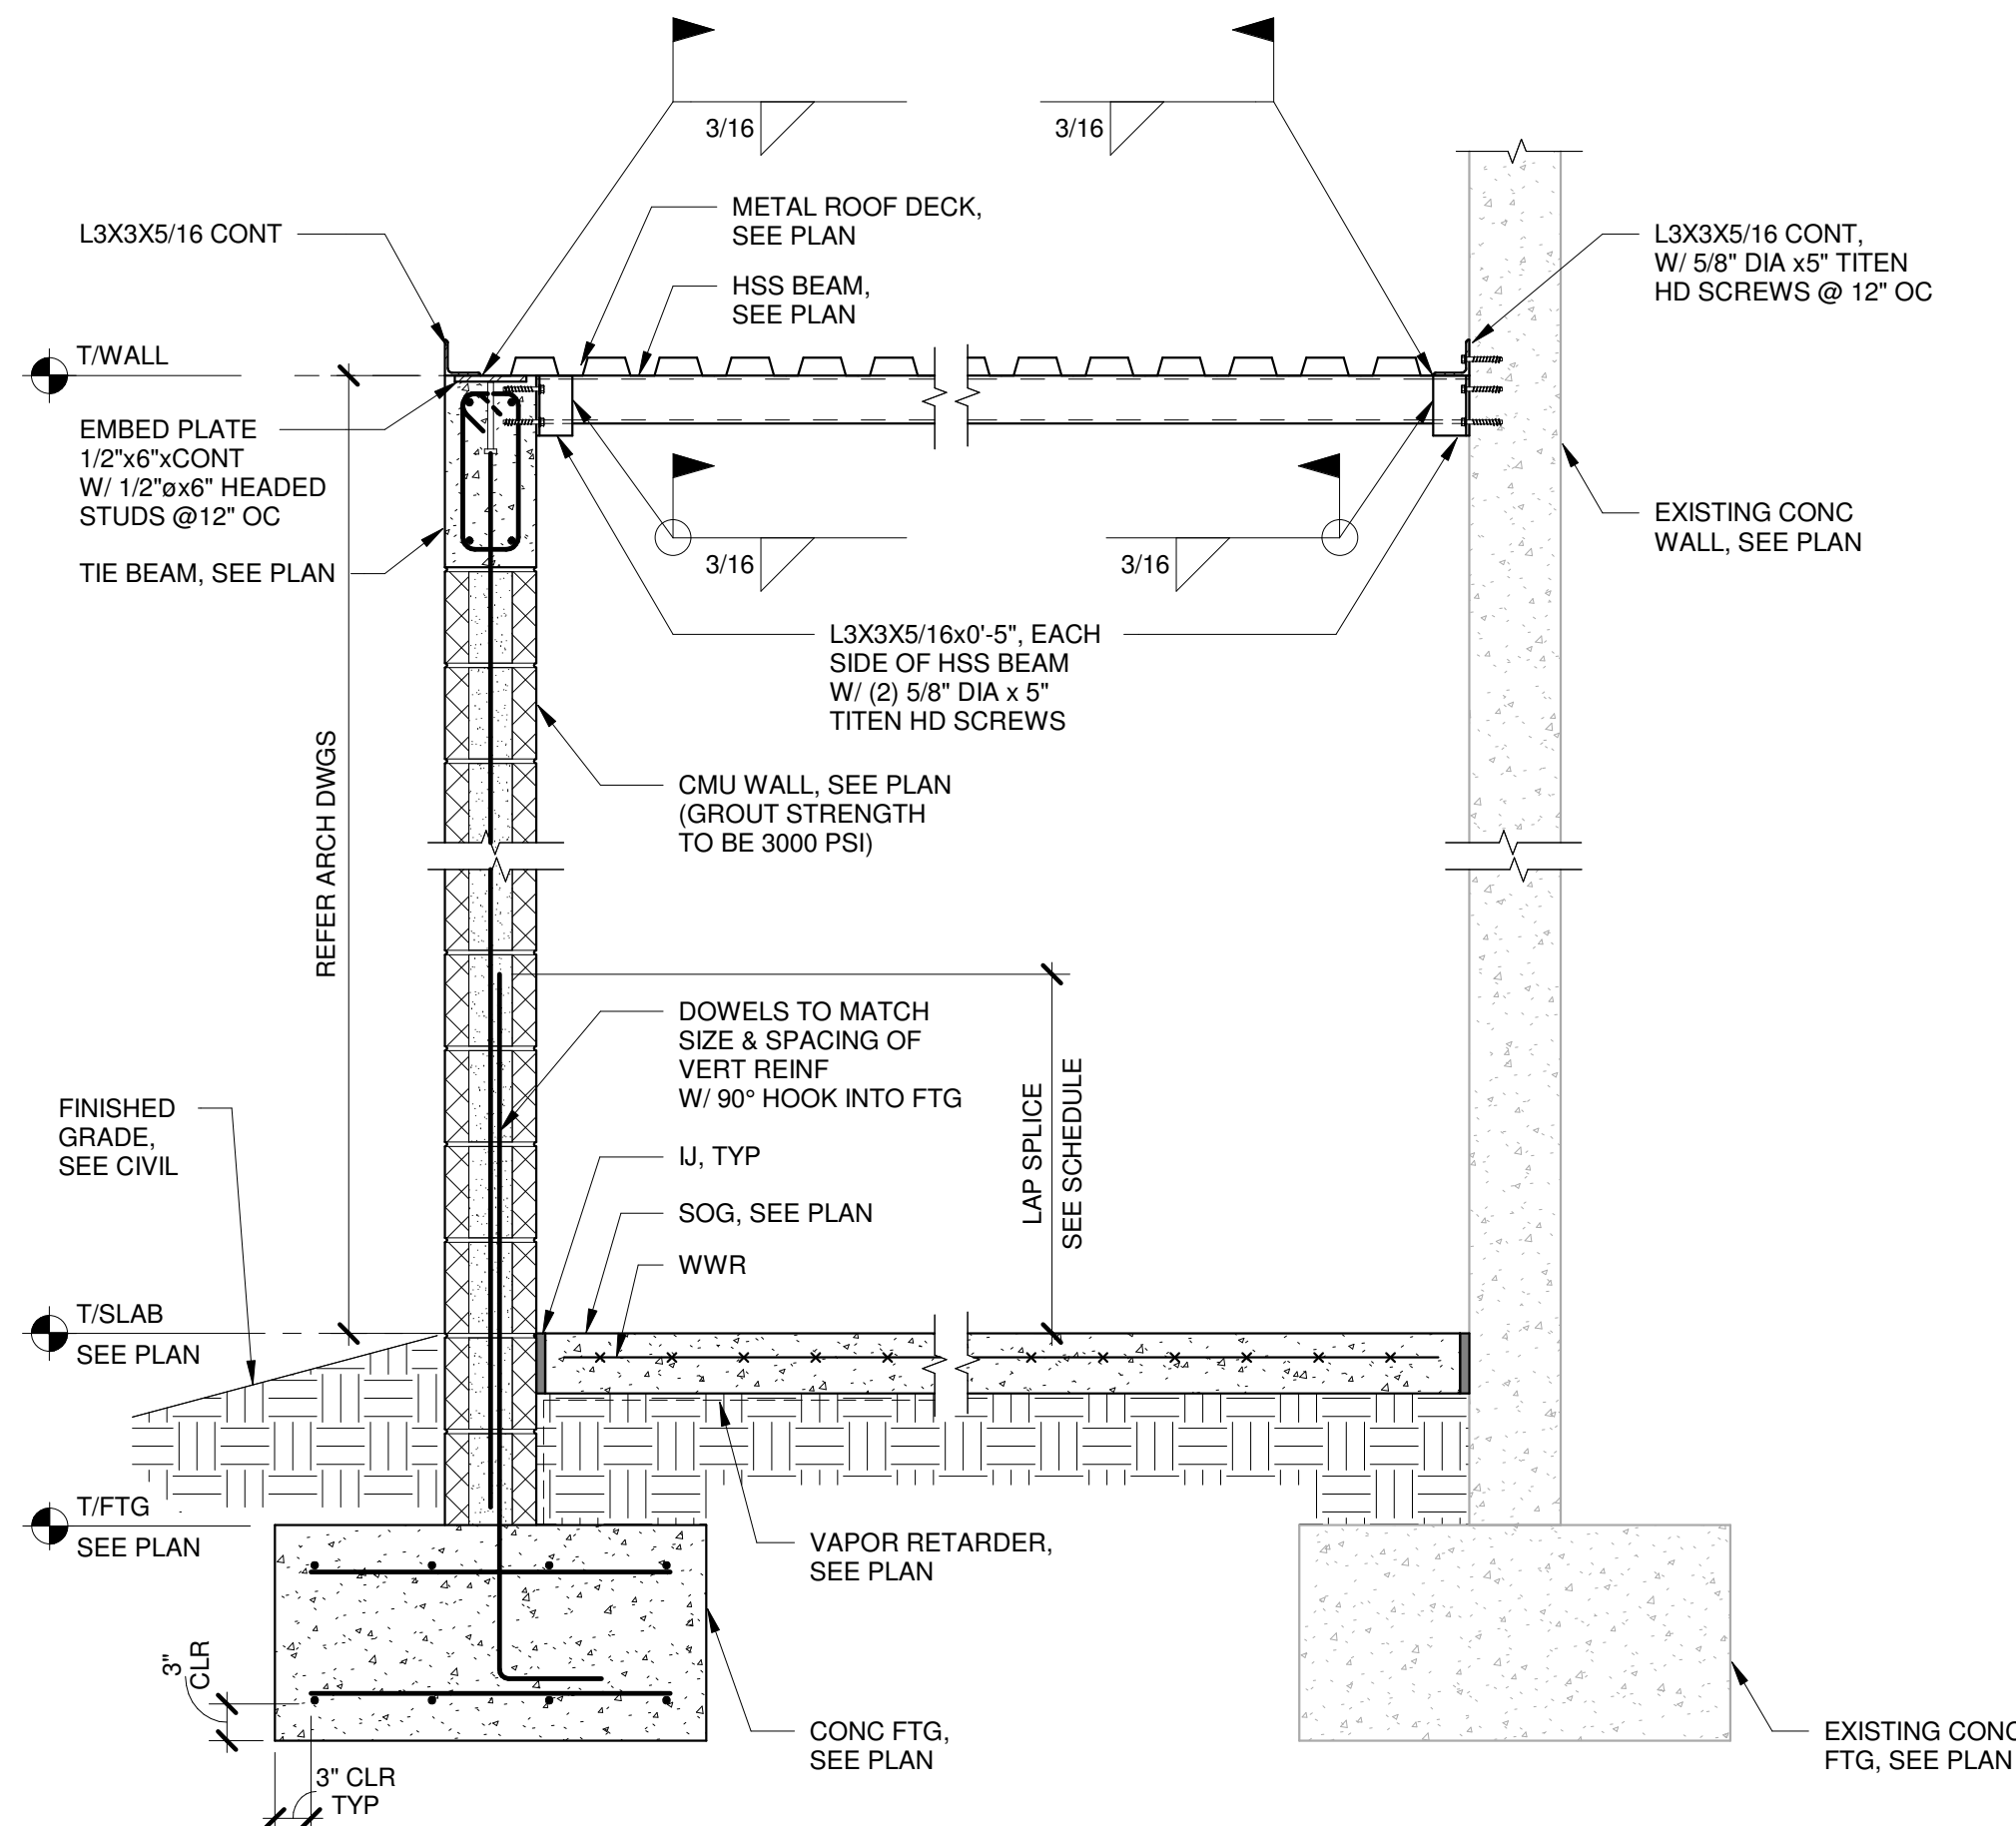 3/16
3/16
METAL ROOF DECK,
SEE PLAN
L3X3X5/16 CONT
L3X3X5/16 CONT,
W/ 5/8" DIA x5" TITEN
HD SCREWS @ 12" OC
HSS BEAM,
SEE PLAN
T/WALL
EMBED PLATE
1/2"x6"xCONT
W/ 1/2"øx6" HEADED
STUDS @12" OC
TIE BEAM, SEE PLAN
EXISTING CONC
WALL, SEE PLAN
3/16
3/16
L3X3X5/16x0'-5", EACH
SIDE OF HSS BEAM
W/ (2) 5/8" DIA x 5"
TITEN HD SCREWS
REFER ARCH DWGS
CMU WALL, SEE PLAN
(GROUT STRENGTH
TO BE 3000 PSI)
DOWELS TO MATCH
SIZE & SPACING OF
VERT REINF
W/ 90° HOOK INTO FTG
LAP SPLICE
SEE SCHEDULE
FINISHED
GRADE,
SEE CIVIL
IJ, TYP
SOG, SEE PLAN
WWR
T/SLAB
SEE PLAN
T/FTG
SEE PLAN
VAPOR RETARDER,
SEE PLAN
3"
CLR
CONC FTG,
SEE PLAN
EXISTING CONC
FTG, SEE PLAN
3" CLR
TYP